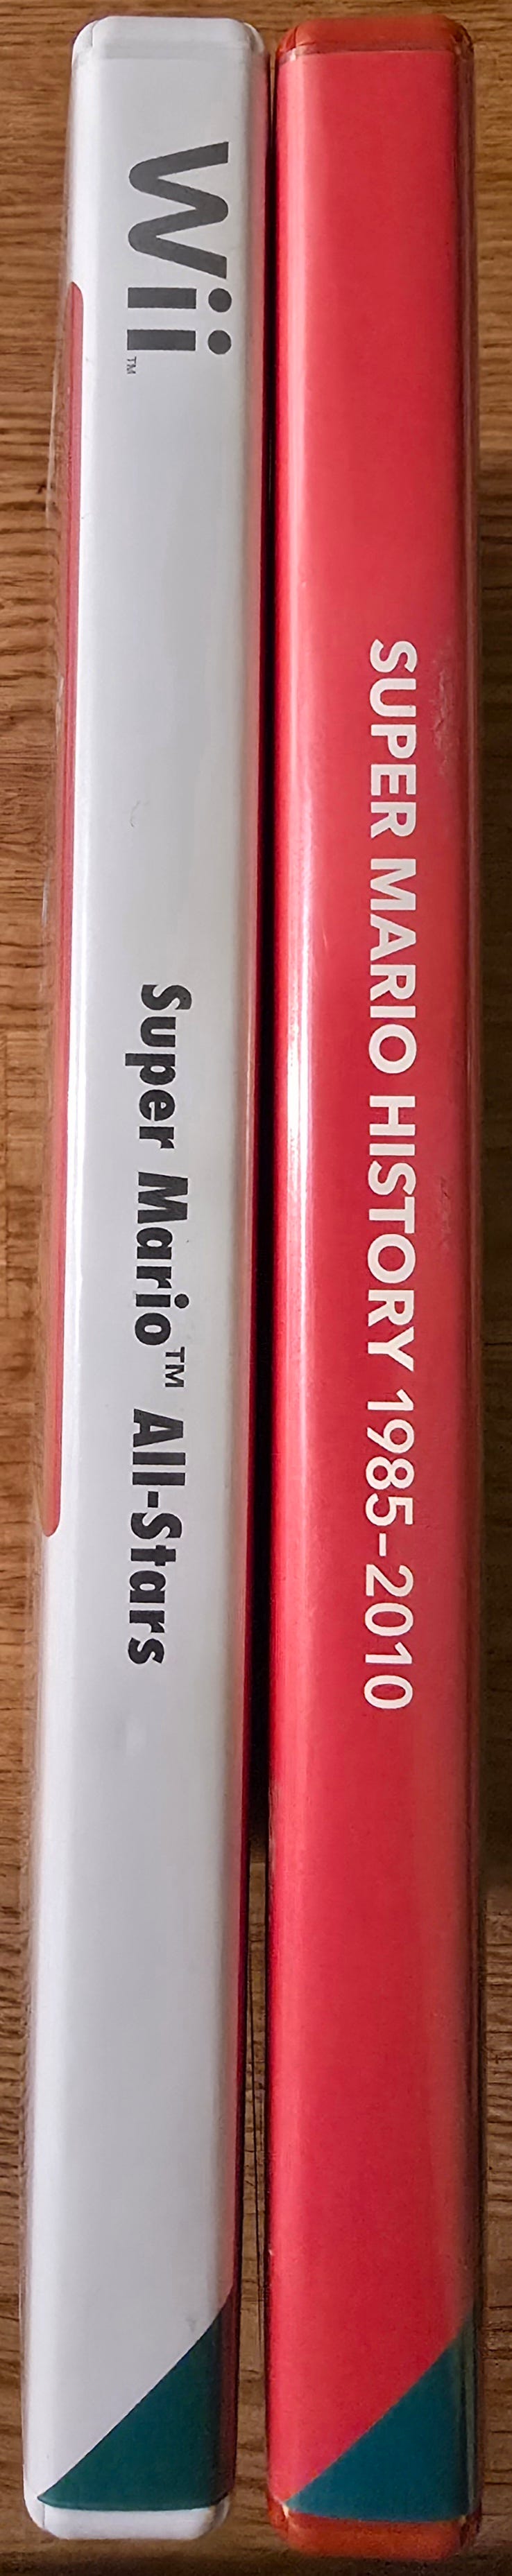 Wii™
Super Mario™ All-Stars
SUPER MARIO HISTORY 1985-2010